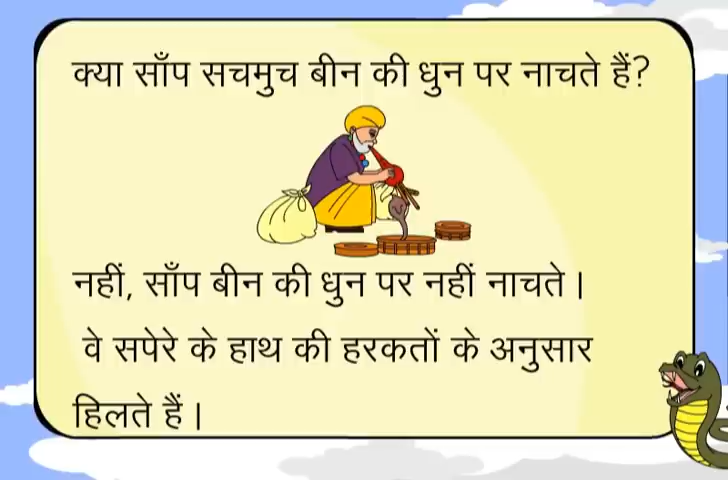 क्या साँप सचमुच बीन की धुन पर नाचते हैं?
नहीं, साँप बीन की धुन पर नहीं नाचते।
वे सपेरे के हाथ की हरकतों के अनुसार
हिलते हैं।